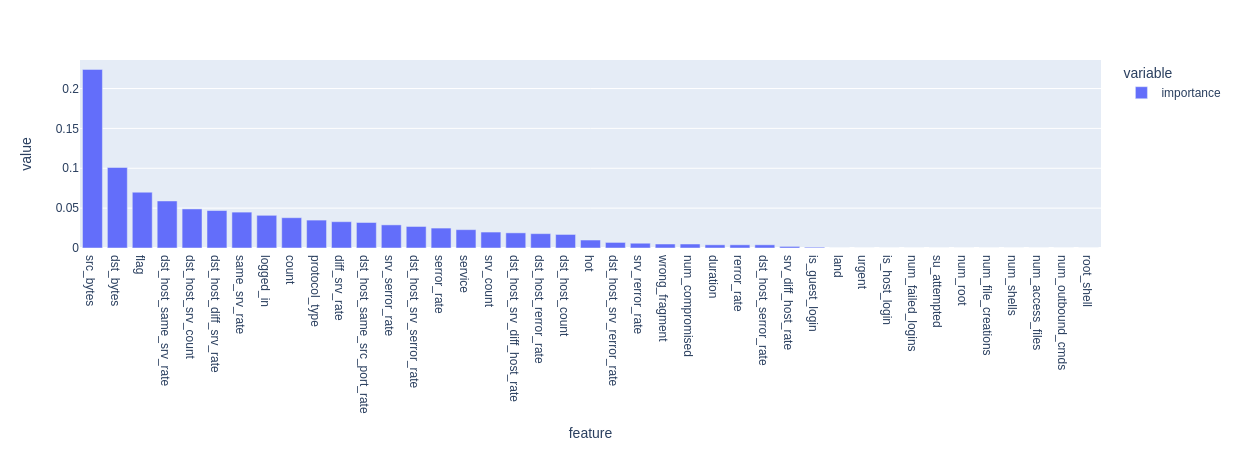 variable
importance
value
0.2
0.15
0.1
0.05
0
src_bytes
dst_bytes
flag
dst_host_same_srv_rate
dst_host_srv_count
dst_host_diff_srv_rate
same_srv_rate
logged_in
count
protocol_type
diff_srv_rate
dst_host_same_src_port_rate
srv_serror_rate
dst_host_srv_serror_rate
serror_rate
service
srv_count
dst_host_srv_diff_host_rate
dst_host_rerror_rate
dst_host_count
hot
dst_host_srv_rerror_rate
srv_rerror_rate
wrong_fragment
num_compromised
duration
rerror_rate
dst_host_serror_rate
srv_diff_host_rate
is_guest_login
land
urgent
is_host_login
num_failed_logins
su_attempted
num_root
num_file_creations
num_shells
num_access_files
num_outbound_cmds
root_shell
feature